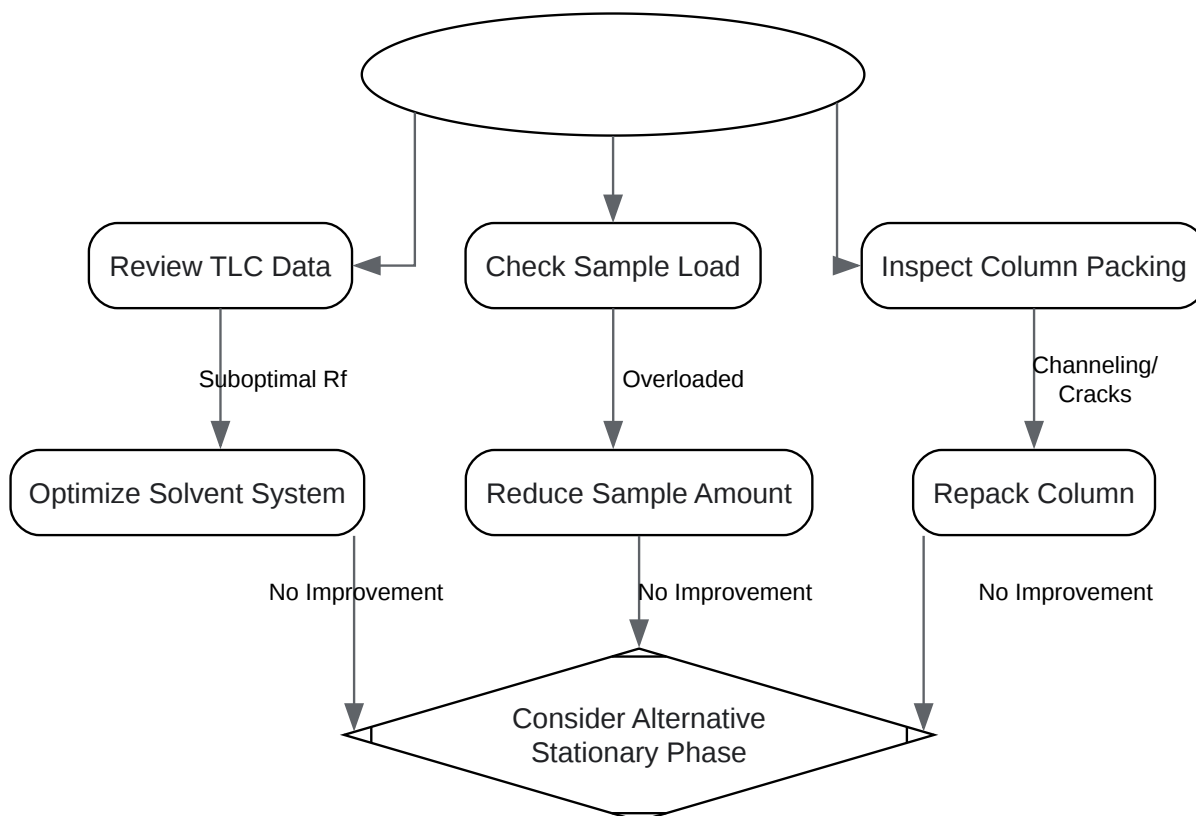 Review TLC Data
Check Sample Load
Inspect Column Packing
Suboptimal Rf
Overloaded
Channeling/
Cracks
Optimize Solvent System
Reduce Sample Amount
Repack Column
No Improvement
No Improvement
No Improvement
Consider Alternative
Stationary Phase